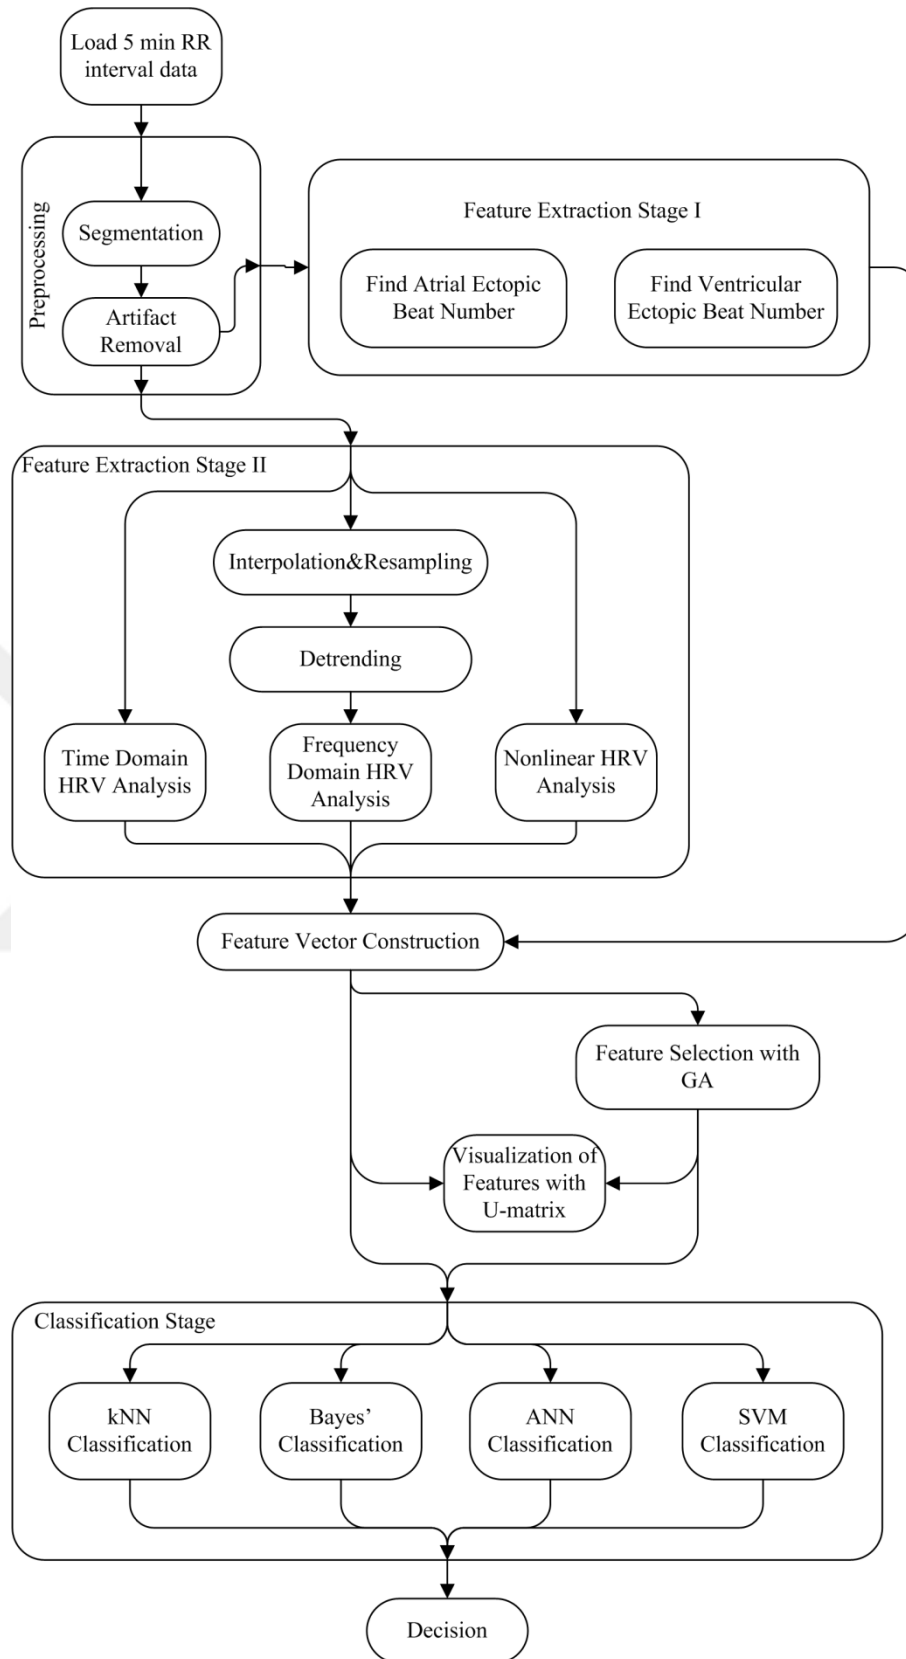 Load 5 min RR
interval data
Preprocessing
Segmentation
Artifact
Removal
Feature Extraction Stage I
Find Atrial Ectopic
Beat Number
Find Ventricular
Ectopic Beat Number
Feature Extraction Stage II
Interpolation&Resampling
Detrending
Time Domain
HRV Analysis
Frequency
Domain HRV
Analysis
Nonlinear HRV
Analysis
Feature Vector Construction
Feature Selection with
GA
Visualization of
Features with
U-matrix
Classification Stage
kNN
Classification
Bayes’
Classification
ANN
Classification
SVM
Classification
Decision